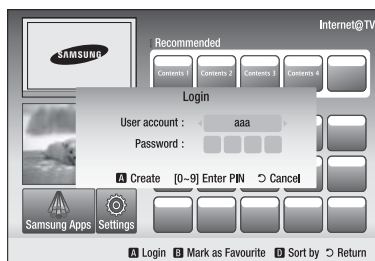 Internet@TV
SAMSUNG
Recommended
Contents 1 Contents 2 Contents 3 Contents 4
Login
User account : aaa
Password :
A Create [0~9] Enter PIN Cancel
Samsung Apps Settings
A Login B Mark as Favourite D Sort by Return